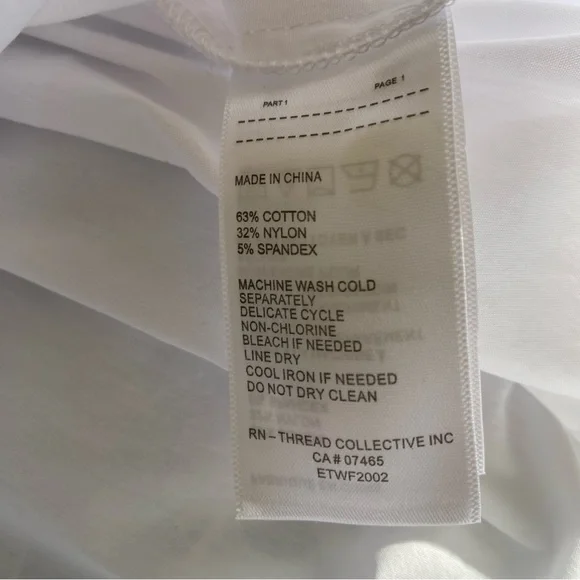 PART 1 PAGE 1
MADE IN CHINA
63% COTTON
32% NYLON
5% SPANDEX
MACHINE WASH COLD
SEPARATELY
DELICATE CYCLE
NON-CHLORINE
BLEACH IF NEEDED
LINE DRY
COOL IRON IF NEEDED
DO NOT DRY CLEAN
RN-THREAD COLLECTIVE INC
CA# 07465
ETWF2002